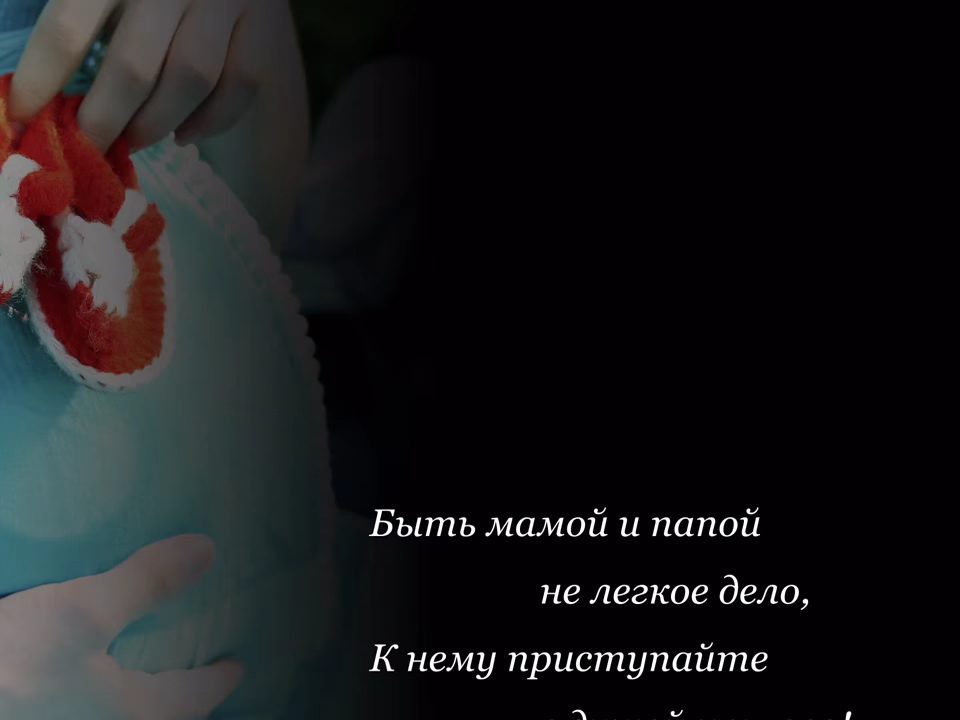 Быть мамой и папой
не легкое дело,
К нему приступайте